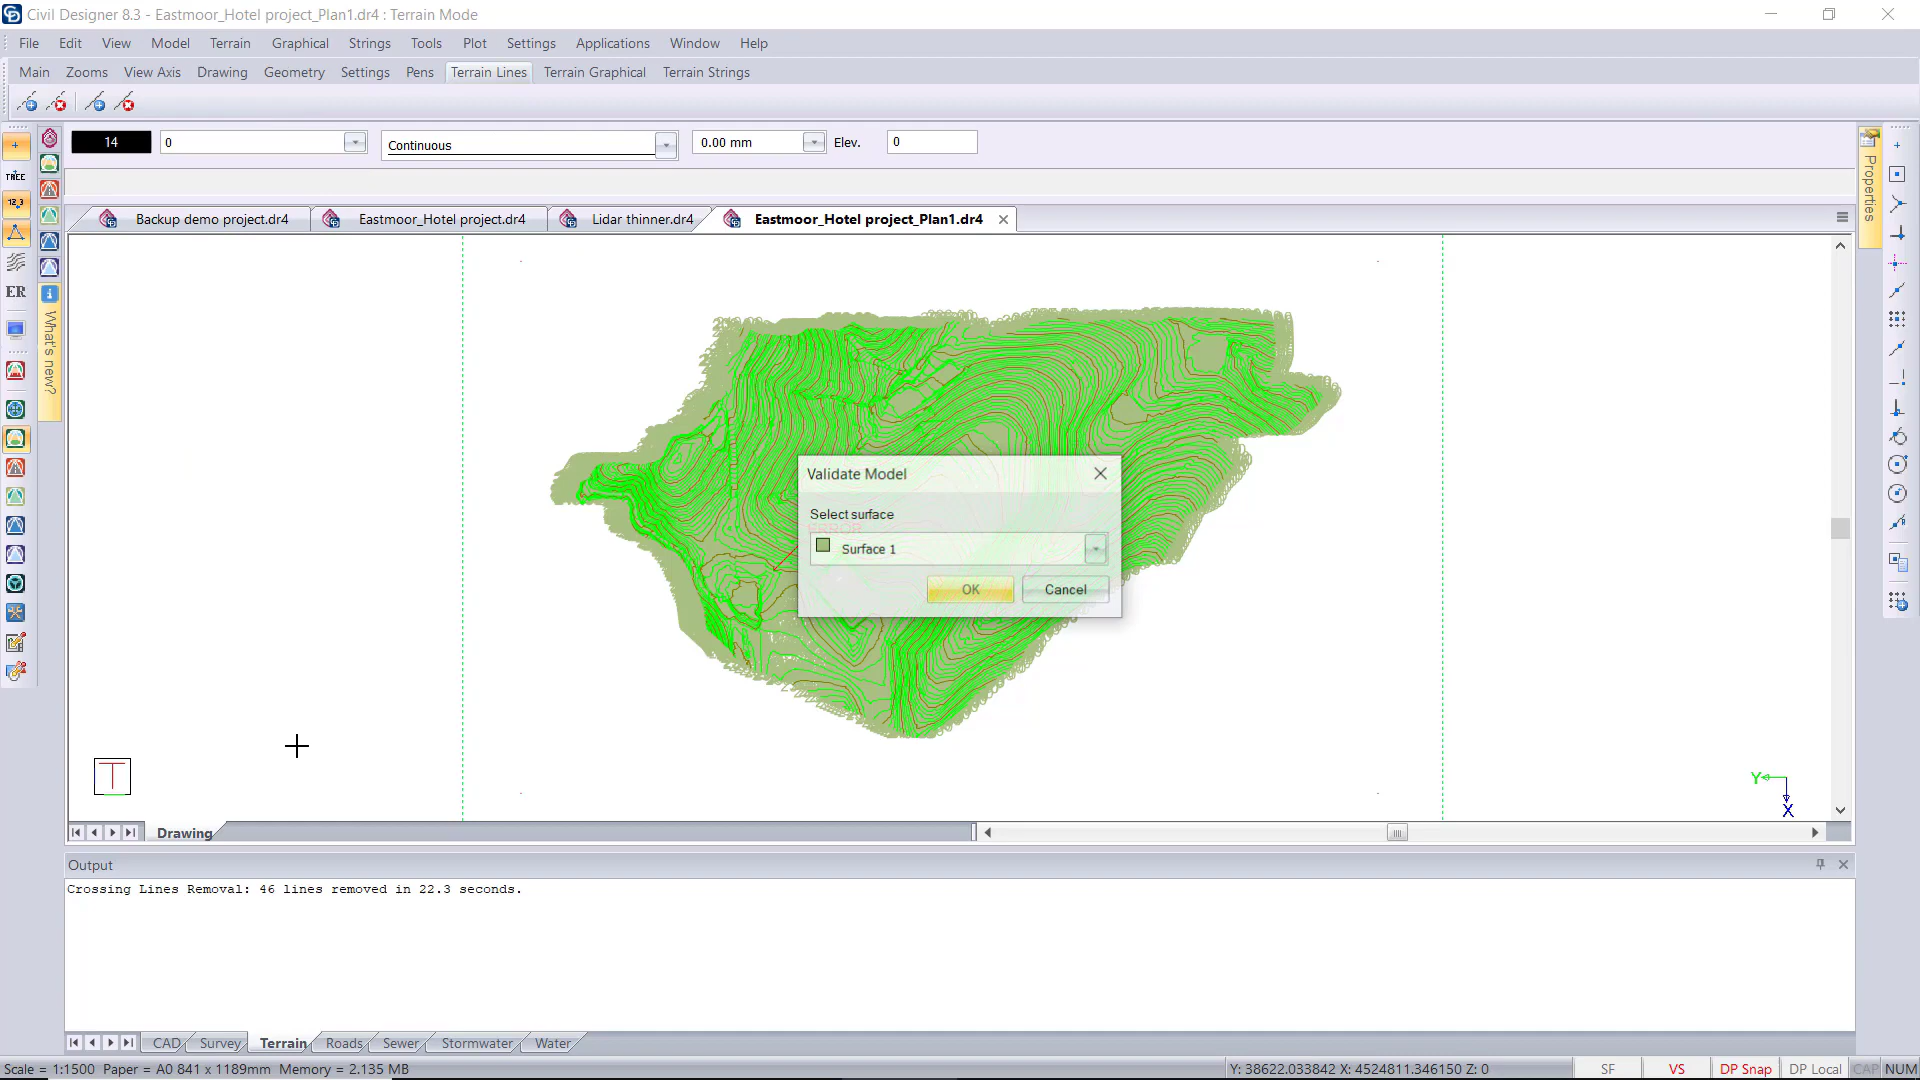 Civil Designer 8.3 - Eastmoor_Hotel project_Plan1.dr4 : Terrain Mode
File Edit View Model Terrain Graphical Strings Tools Plot Settings Applications Window Help
Main Zooms View Axis Drawing Geometry Settings Pens Terrain Lines Terrain Graphical Terrain Strings
14 0 Continuous 0.00 mm Elev. 0
TREE
12.3
ER
What's new?
Properties
Backup demo project.dr4 Eastmoor_Hotel project.dr4 Lidar thinner.dr4 Eastmoor_Hotel project_Plan1.dr4
Validate Model
Select surface
ERROR
Surface 1
OK Cancel
T
Y
X
Drawing
Output
Crossing Lines Removal: 46 lines removed in 22.3 seconds.
CAD Survey Terrain Roads Sewer Stormwater Water
Scale = 1:1500 Paper = A0 841 x 1189mm Memory = 2.135 MB Y: 38622.033842 X: 4524811.346150 Z: 0 SF VS DP Snap DP Local CAP NUM